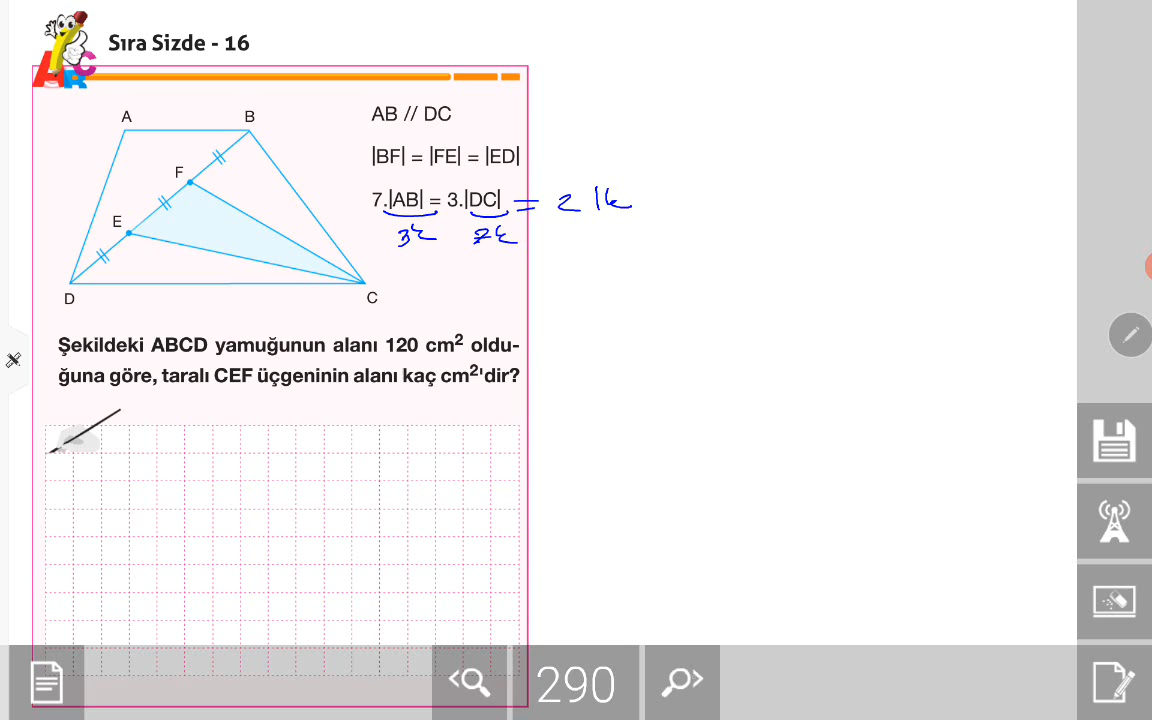 Sıra Sizde - 16
A B C
A B
F
E
D C
AB // DC
|BF| = |FE| = |ED|
7.|AB| = 3.|DC| = 21k
3k 7k
Şekildeki ABCD yamuğunun alanı 120 cm² oldu-
ğuna göre, taralı CEF üçgeninin alanı kaç cm²'dir?
290